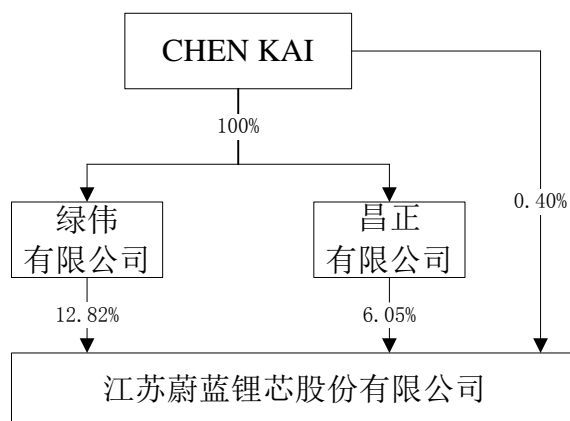 CHEN KAI
100%
绿伟
有限公司
昌正
有限公司
0.40%
12.82%
6.05%
江苏蔚蓝锂芯股份有限公司